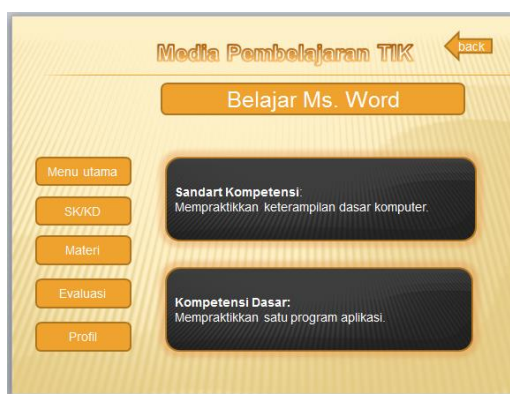 Media Pembelajaran TIK
back
Belajar Ms. Word
Menu utama
SK/KD
Materi
Evaluasi
Profil
Sandart Kompetensi:
Mempraktikkan keterampilan dasar komputer.
Kompetensi Dasar:
Mempraktikkan satu program aplikasi.